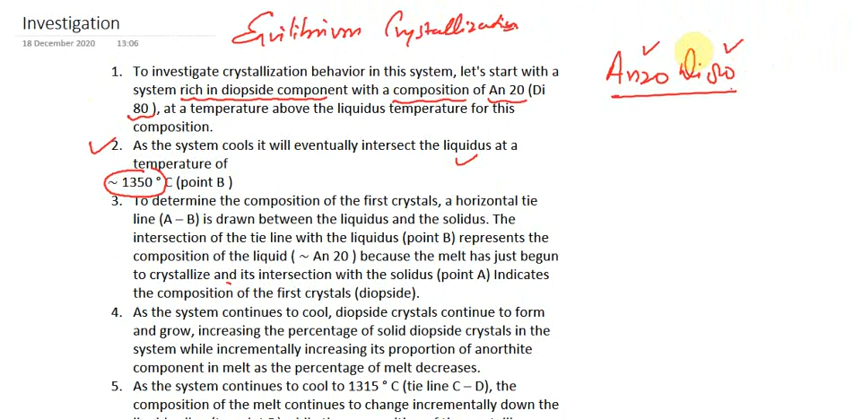 Investigation
18 December 2020 13:06
Equilibrium Crystallization
An20 Di80
1. To investigate crystallization behavior in this system, let's start with a
system rich in diopside component with a composition of An 20 (Di
80), at a temperature above the liquidus temperature for this
composition.
2. As the system cools it will eventually intersect the liquidus at a
temperature of
~ 1350 ° C (point B )
3. To determine the composition of the first crystals, a horizontal tie
line (A – B) is drawn between the liquidus and the solidus. The
intersection of the tie line with the liquidus (point B) represents the
composition of the liquid ( ~ An 20 ) because the melt has just begun
to crystallize and its intersection with the solidus (point A) Indicates
the composition of the first crystals (diopside).
4. As the system continues to cool, diopside crystals continue to form
and grow, increasing the percentage of solid diopside crystals in the
system while incrementally increasing its proportion of anorthite
component in melt as the percentage of melt decreases.
5. As the system continues to cool to 1315 ° C (tie line C – D), the
composition of the melt continues to change incrementally down the